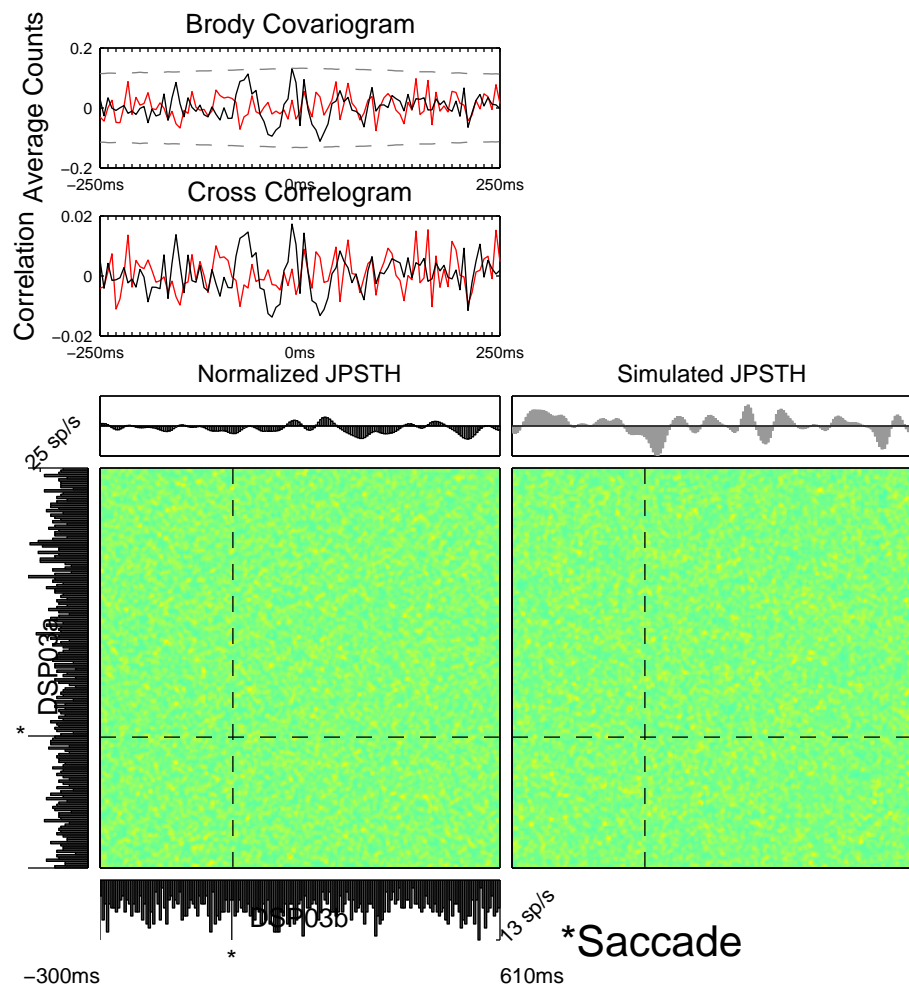 Brody Covariogram
Average Counts
0.2
0
−0.2
−250ms
0ms
250ms
Cross Correlogram
Correlation
0.02
0
−0.02
−250ms
0ms
250ms
Normalized JPSTH
Simulated JPSTH
25 sp/s
DSP03a
*
DSP03b
13 sp/s
*
*Saccade
−300ms
610ms